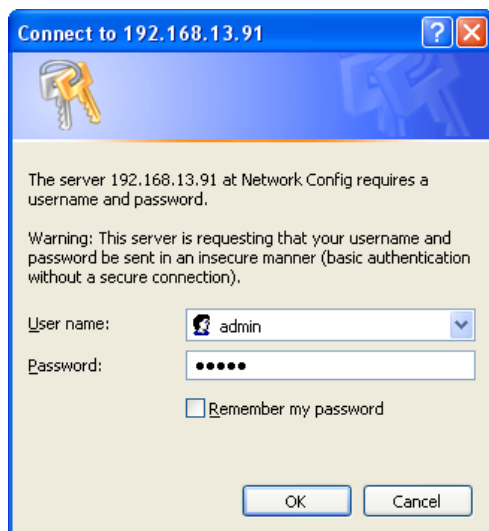 Connect to 192.168.13.91
The server 192.168.13.91 at Network Config requires a
username and password.
Warning: This server is requesting that your username and
password be sent in an insecure manner (basic authentication
without a secure connection).
User name:
admin
Password:
•••••
Remember my password
OK
Cancel